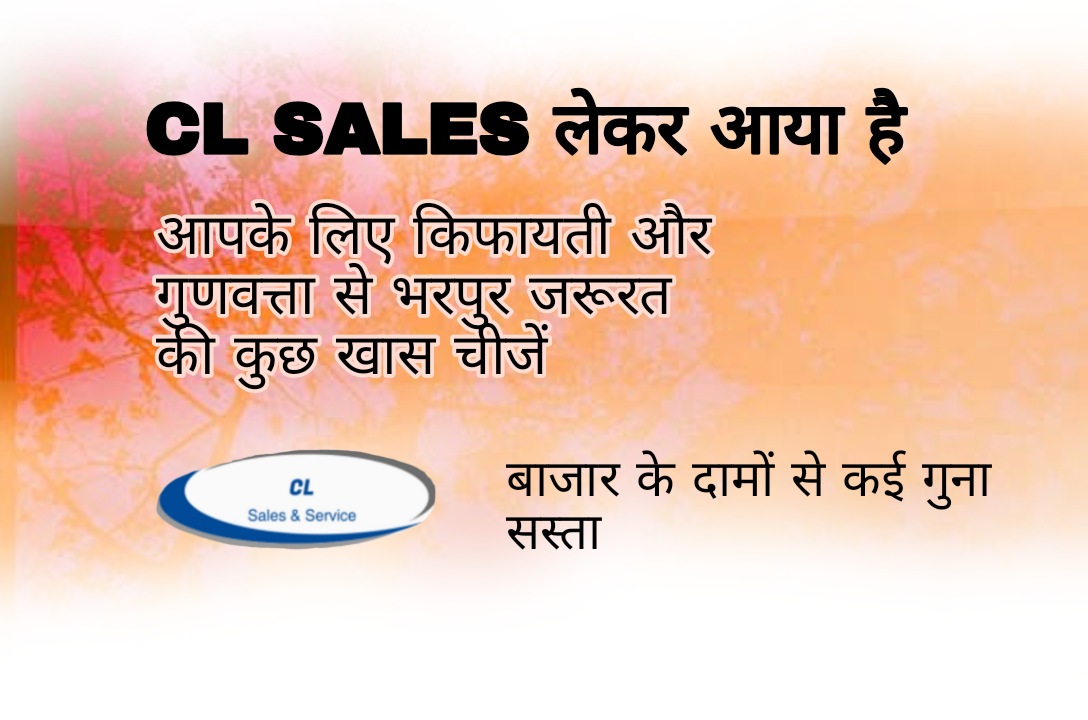 CL SALES लेकर आया है
आपके लिए किफायती और
गुणवत्ता से भरपुर जरूरत
की कुछ खास चीजें
CL
Sales & Service
बाजार के दामों से कई गुना
सस्ता